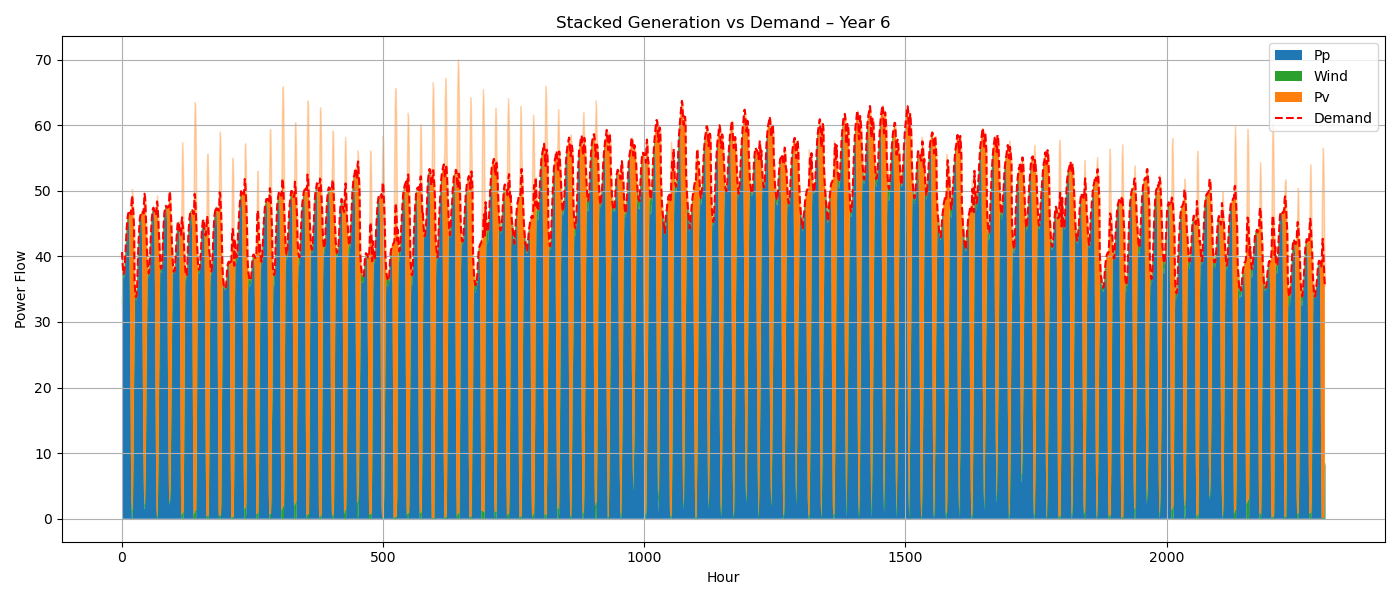 Stacked Generation vs Demand – Year 6
Power Flow
70
60
50
40
30
20
10
0
0 500 1000 1500 2000
Hour
Pp
Wind
Pv
Demand